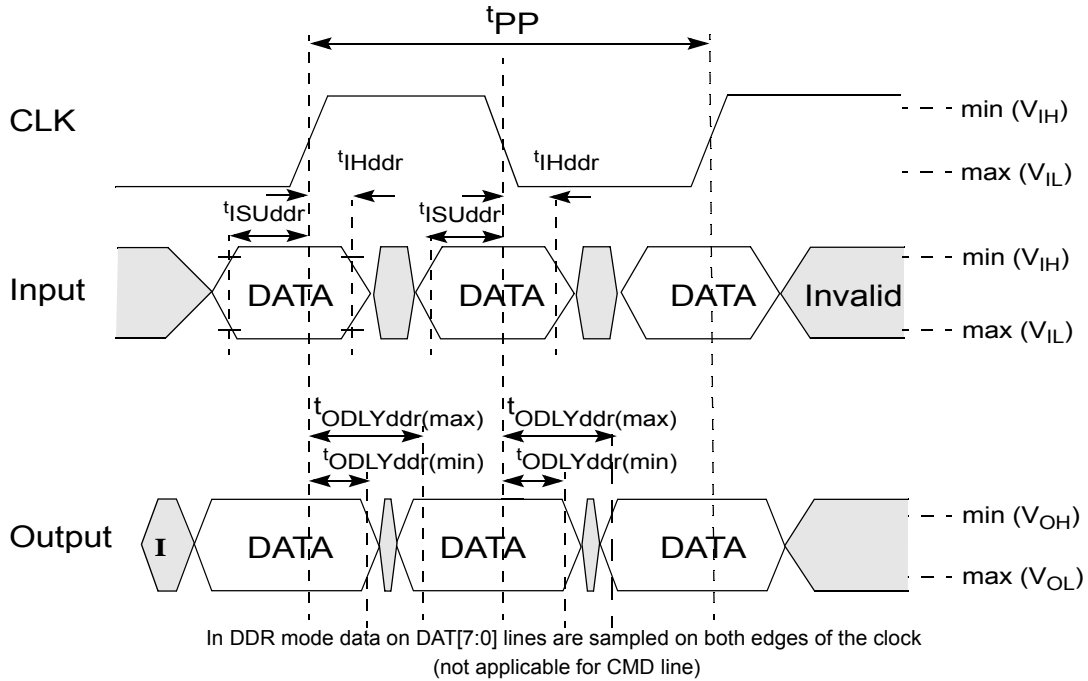 tPP
CLK
min (VIH)
tIHddr tIHddr
max (VIL)
tISUddr tISUddr
min (VIH)
Input DATA DATA DATA Invalid
max (VIL)
tODLYddr(max) tODLYddr(max)
tODLYddr(min) tODLYddr(min)
min (VOH)
Output I DATA DATA DATA
max (VOL)
In DDR mode data on DAT[7:0] lines are sampled on both edges of the clock
(not applicable for CMD line)